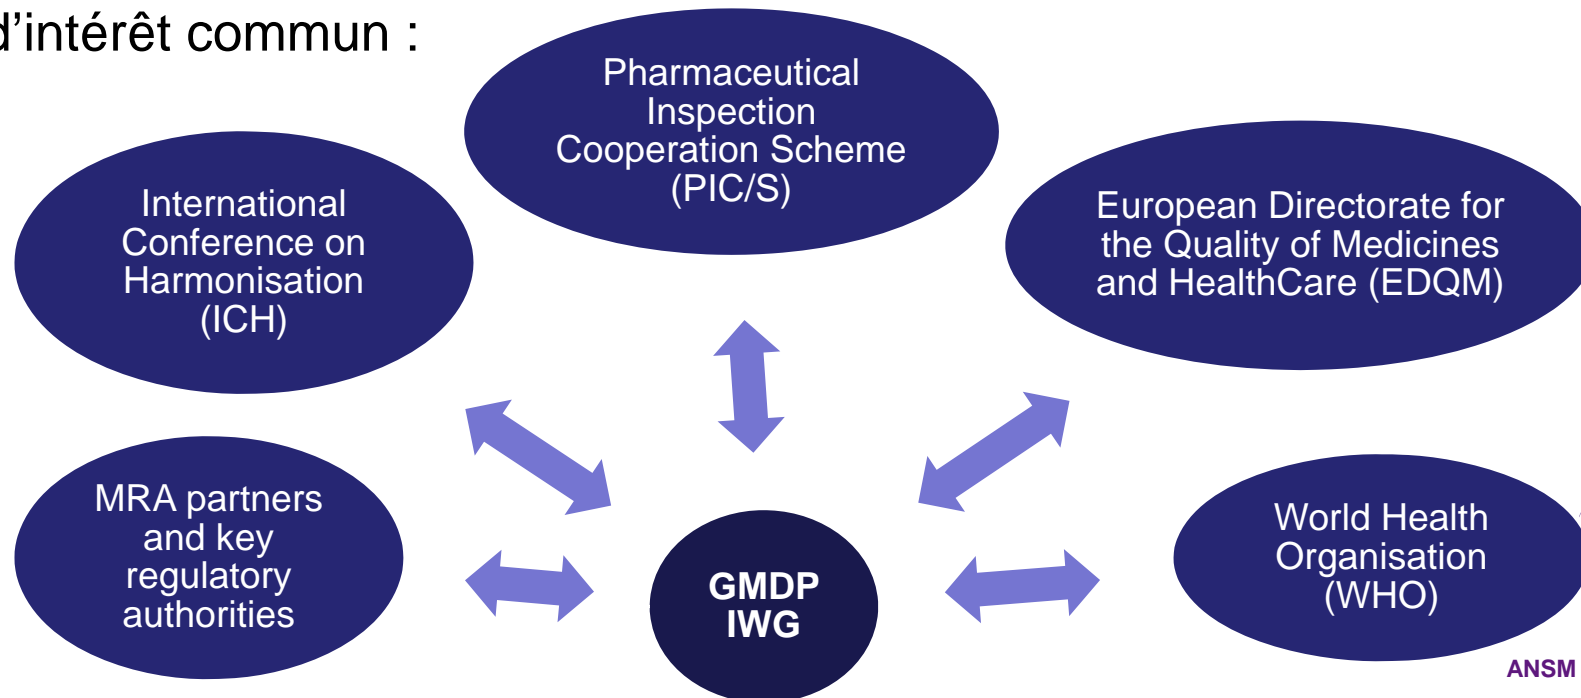 d’intérêt commun :
Pharmaceutical
Inspection
Cooperation Scheme
(PIC/S)
International
Conference on
Harmonisation
(ICH)
European Directorate for
the Quality of Medicines
and HealthCare (EDQM)
MRA partners
and key
regulatory
authorities
GMDP
IWG
World Health
Organisation
(WHO)
ANSM